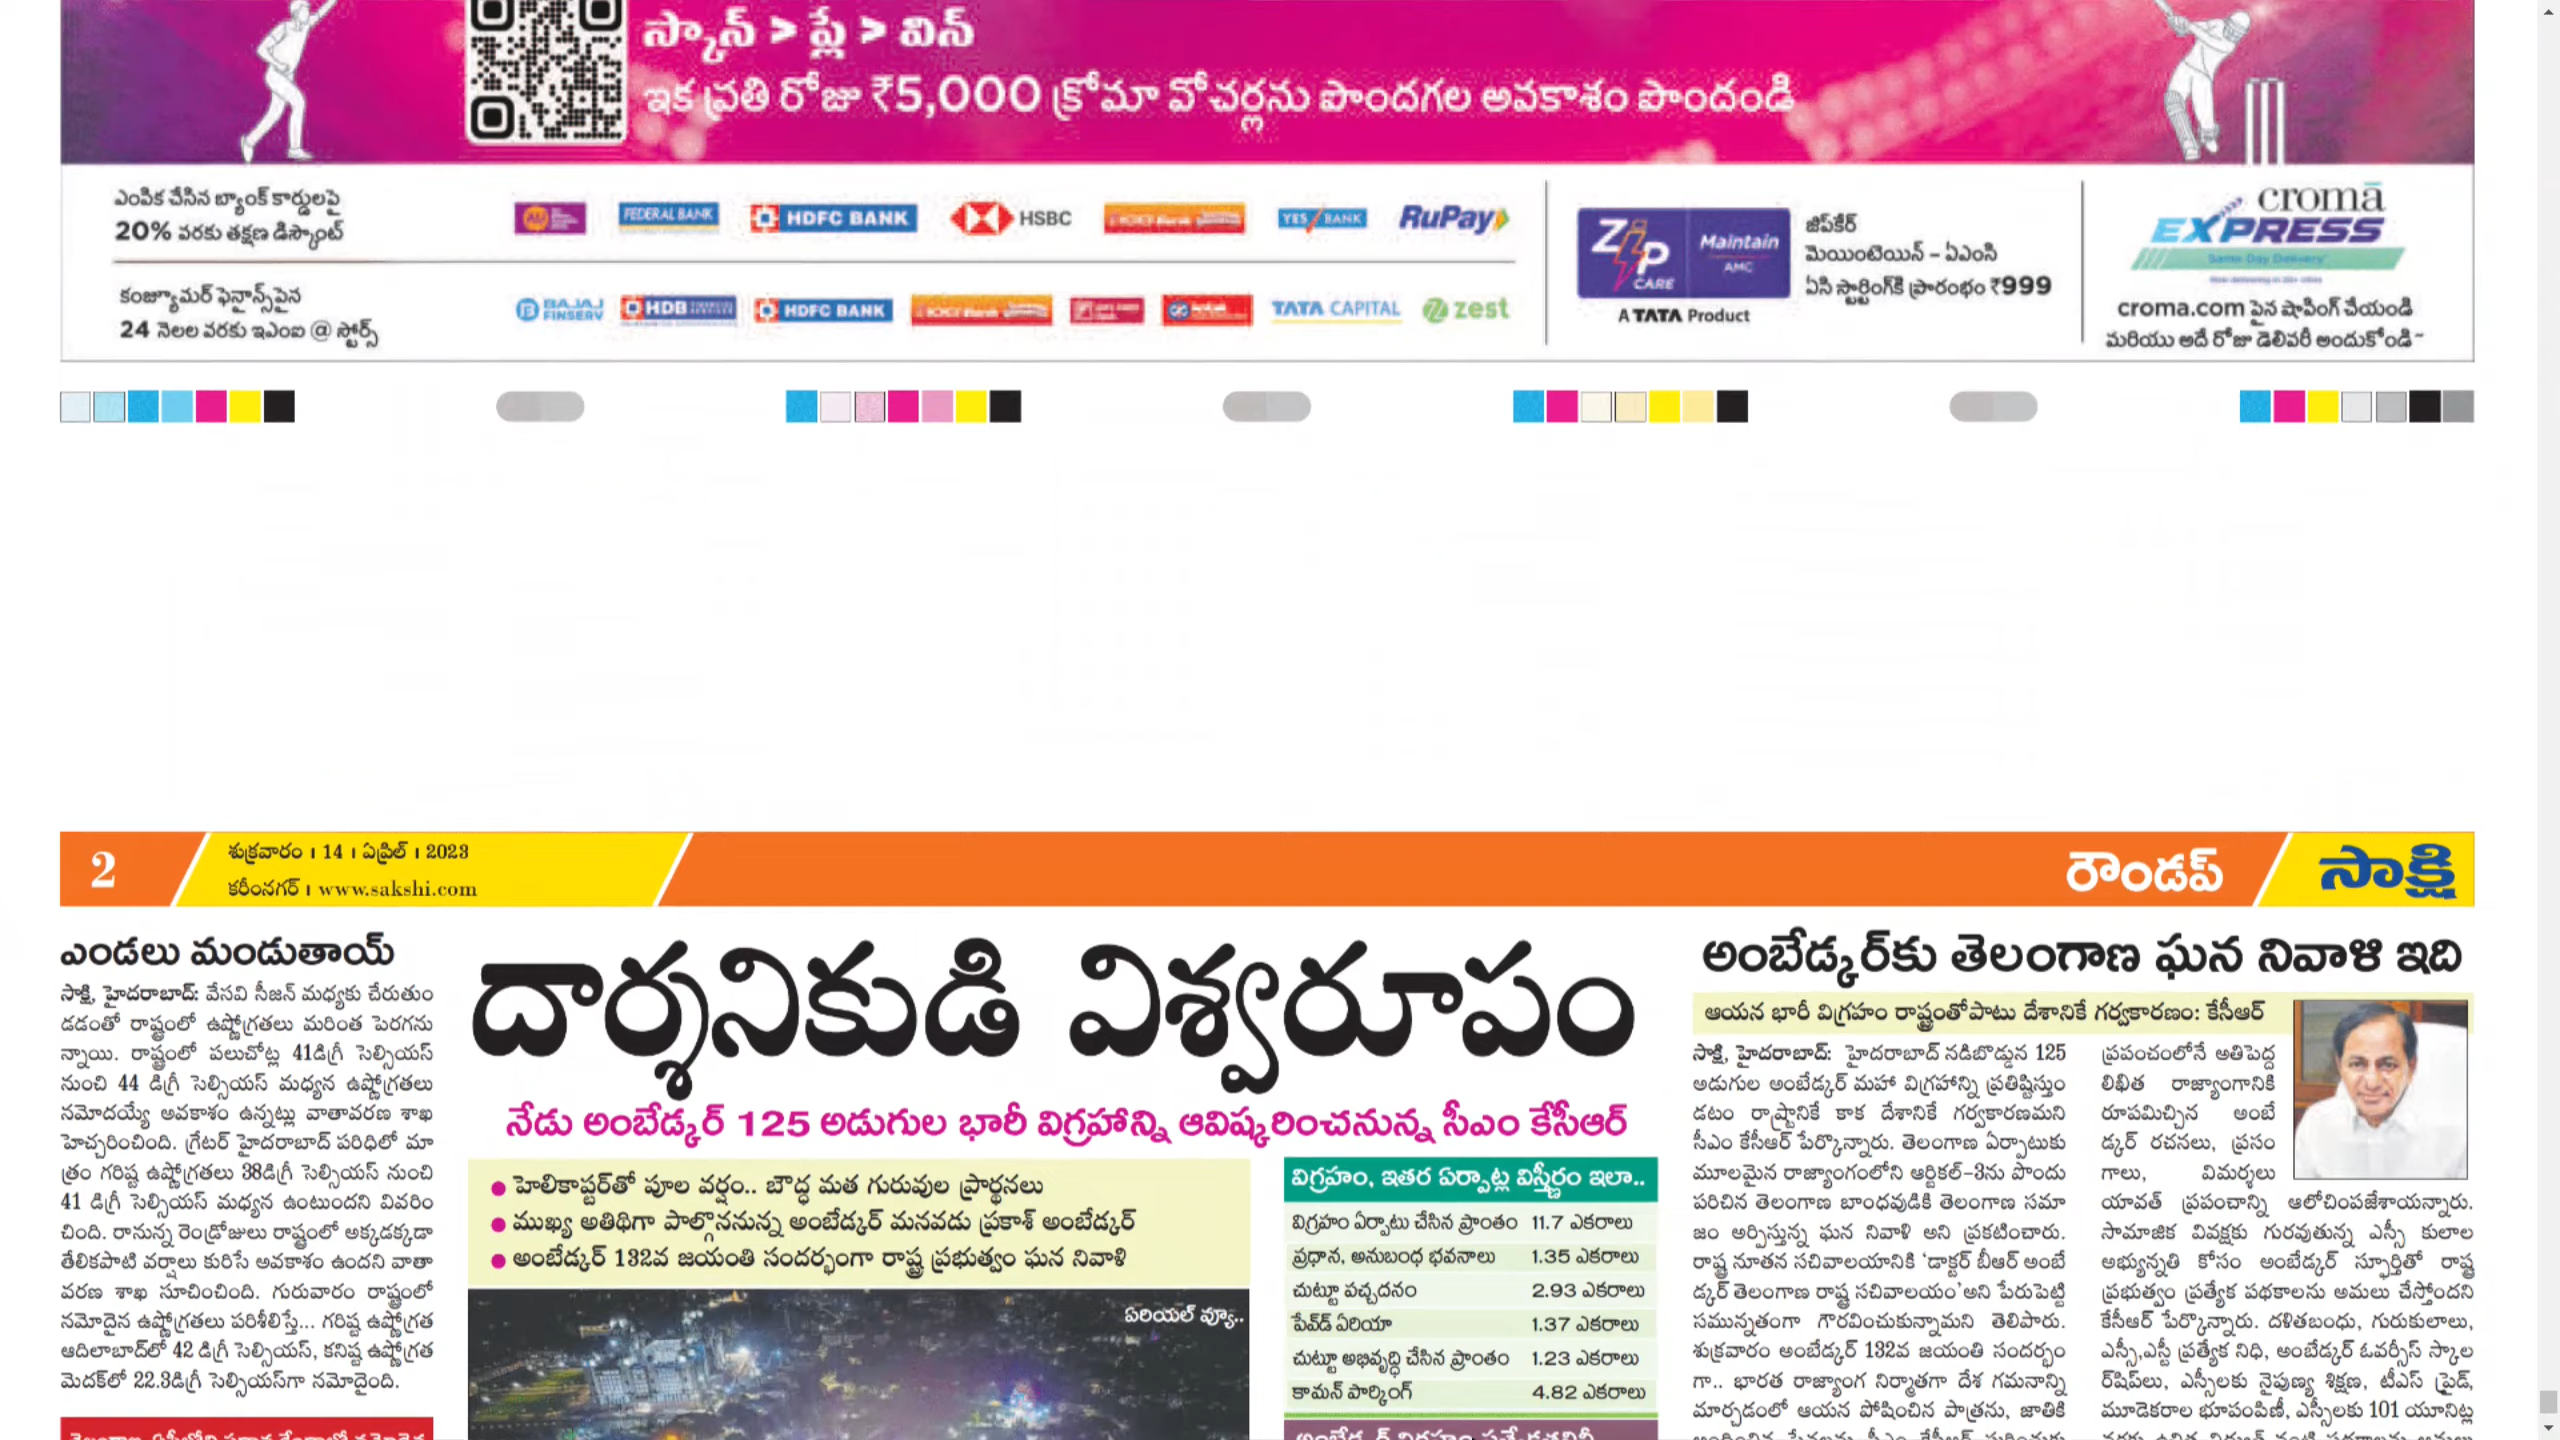 స్కాన్ > ప్లే > విన్
ఇక ప్రతి రోజు ₹5,000 క్రోమా వోచర్లను పొందగల అవకాశం పొందండి
ఎంపిక చేసిన బ్యాంక్ కార్డులపై
20% వరకు తక్షణ డిస్కౌంట్
AU
FEDERAL BANK
HDFC BANK
HSBC
ICICI Bank
YES BANK
RuPay
కంజ్యూమర్ ఫైనాన్స్‌పైన
24 నెలల వరకు ఇఎంఐ @ స్టోర్స్
BAJAJ FINSERV
HDB FINANCIAL SERVICES
HDFC BANK
ICICI Bank
TATA CAPITAL
zest
ZiP CARE
Maintain
AMC
A TATA Product
జిప్‌కేర్
మెయింటెయిన్ – ఏఎంసి
ఏసి స్టార్టింగ్‌కి ప్రారంభం ₹999
cromā
EXPRESS
Same Day Delivery
croma.com పైన షాపింగ్ చేయండి
మరియు అదే రోజు డెలివరీ అందుకోండి~
2
శుక్రవారం । 14 । ఏప్రిల్ । 2023
కరీంనగర్ । www.sakshi.com
రౌండప్
సాక్షి
ఎండలు మండుతాయ్
సాక్షి, హైదరాబాద్: వేసవి సీజన్ మధ్యకు చేరుతుం
డడంతో రాష్ట్రంలో ఉష్ణోగ్రతలు మరింత పెరగను
న్నాయి. రాష్ట్రంలో పలుచోట్ల 41డిగ్రీ సెల్సియస్
నుంచి 44 డిగ్రీ సెల్సియస్ మధ్యన ఉష్ణోగ్రతలు
నమోదయ్యే అవకాశం ఉన్నట్లు వాతావరణ శాఖ
హెచ్చరించింది. గ్రేటర్ హైదరాబాద్ పరిధిలో మా
త్రం గరిష్ట ఉష్ణోగ్రతలు 38డిగ్రీ సెల్సియస్ నుంచి
41 డిగ్రీ సెల్సియస్ మధ్యన ఉంటుందని వివరిం
చింది. రానున్న రెండ్రోజులు రాష్ట్రంలో అక్కడక్కడా
తేలికపాటి వర్షాలు కురిసే అవకాశం ఉందని వాతా
వరణ శాఖ సూచించింది. గురువారం రాష్ట్రంలో
నమోదైన ఉష్ణోగ్రతలు పరిశీలిస్తే... గరిష్ట ఉష్ణోగ్రత
ఆదిలాబాద్‌లో 42 డిగ్రీ సెల్సియస్, కనిష్ట ఉష్ణోగ్రత
మెదక్‌లో 22.3డిగ్రీ సెల్సియస్‌గా నమోదైంది.
దార్శనికుడి విశ్వరూపం
నేడు అంబేడ్కర్ 125 అడుగుల భారీ విగ్రహాన్ని ఆవిష్కరించనున్న సీఎం కేసీఆర్
● హెలికాప్టర్‌తో పూల వర్షం.. బౌద్ధ మత గురువుల ప్రార్థనలు
● ముఖ్య అతిథిగా పాల్గొననున్న అంబేడ్కర్ మనవడు ప్రకాశ్ అంబేడ్కర్
● అంబేడ్కర్ 132వ జయంతి సందర్భంగా రాష్ట్ర ప్రభుత్వం ఘన నివాళి
ఏరియల్ వ్యూ..
విగ్రహం, ఇతర ఏర్పాట్ల విస్తీర్ణం ఇలా..
విగ్రహం ఏర్పాటు చేసిన ప్రాంతం 11.7 ఎకరాలు
ప్రధాన, అనుబంధ భవనాలు 1.35 ఎకరాలు
చుట్టూ పచ్చదనం 2.93 ఎకరాలు
పేవ్‌డ్ ఏరియా 1.37 ఎకరాలు
చుట్టూ అభివృద్ధి చేసిన ప్రాంతం 1.23 ఎకరాలు
కామన్ పార్కింగ్ 4.82 ఎకరాలు
అంబేడ్కర్‌కు తెలంగాణ ఘన నివాళి ఇది
ఆయన భారీ విగ్రహం రాష్ట్రంతోపాటు దేశానికే గర్వకారణం: కేసీఆర్
సాక్షి, హైదరాబాద్: హైదరాబాద్ నడిబొడ్డున 125
అడుగుల అంబేడ్కర్ మహా విగ్రహాన్ని ప్రతిష్టిస్తుం
డటం రాష్ట్రానికే కాక దేశానికే గర్వకారణమని
సీఎం కేసీఆర్ పేర్కొన్నారు. తెలంగాణ ఏర్పాటుకు
మూలమైన రాజ్యాంగంలోని ఆర్టికల్–3ను పొందు
పరిచిన తెలంగాణ బాంధవుడికి తెలంగాణ సమా
జం అర్పిస్తున్న ఘన నివాళి అని ప్రకటించారు.
రాష్ట్ర నూతన సచివాలయానికి ‘డాక్టర్ బీఆర్ అంబే
డ్కర్ తెలంగాణ రాష్ట్ర సచివాలయం’అని పేరుపెట్టి
సమున్నతంగా గౌరవించుకున్నామని తెలిపారు.
శుక్రవారం అంబేడ్కర్ 132వ జయంతి సందర్భం
గా.. భారత రాజ్యాంగ నిర్మాతగా దేశ గమనాన్ని
మార్చడంలో ఆయన పోషించిన పాత్రను, జాతికి
ప్రపంచంలోనే అతిపెద్ద
లిఖిత రాజ్యాంగానికి
రూపమిచ్చిన అంబే
డ్కర్ రచనలు, ప్రసం
గాలు, విమర్శలు
యావత్ ప్రపంచాన్ని ఆలోచింపజేశాయన్నారు.
సామాజిక వివక్షకు గురవుతున్న ఎస్సీ కులాల
అభ్యున్నతి కోసం అంబేడ్కర్ స్ఫూర్తితో రాష్ట్ర
ప్రభుత్వం ప్రత్యేక పథకాలను అమలు చేస్తోందని
కేసీఆర్ పేర్కొన్నారు. దళితబంధు, గురుకులాలు,
ఎస్సీ,ఎస్టీ ప్రత్యేక నిధి, అంబేడ్కర్ ఓవర్సీస్ స్కాల
ర్‌షిప్‌లు, ఎస్సీలకు నైపుణ్య శిక్షణ, టీఎస్ ప్రైడ్,
మూడెకరాల భూపంపిణీ, ఎస్సీలకు 101 యూనిట్ల